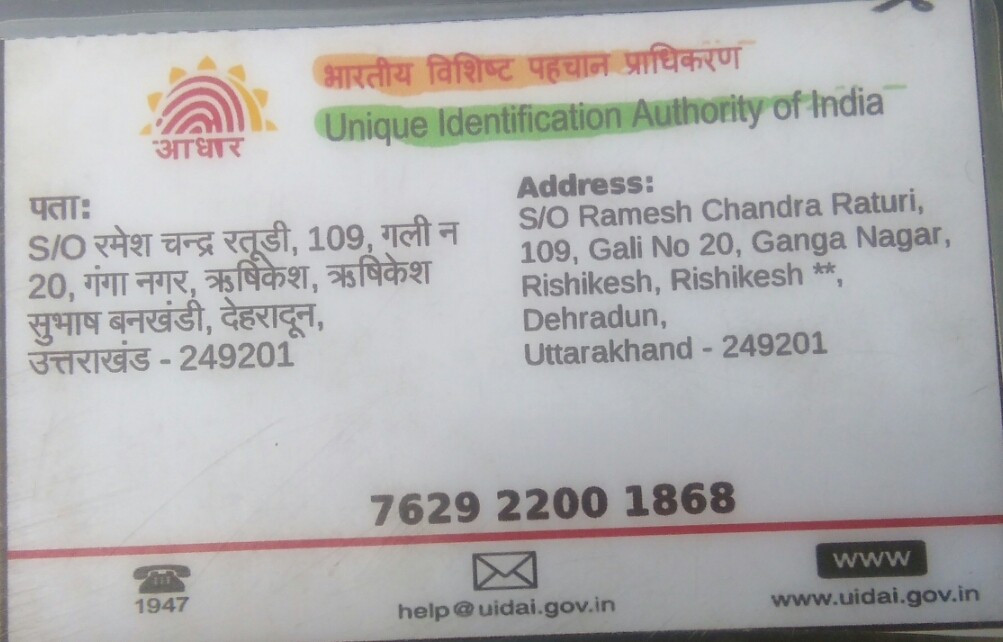 भारतीय विशिष्ट पहचान प्राधिकरण
Unique Identification Authority of India
आधार
पता:
S/O रमेश चन्द्र रतूडी, 109, गली न
20, गंगा नगर, ऋषिकेश, ऋषिकेश
सुभाष बनखंडी, देहरादून,
उत्तराखंड - 249201
Address:
S/O Ramesh Chandra Raturi,
109, Gali No 20, Ganga Nagar,
Rishikesh, Rishikesh **,
Dehradun,
Uttarakhand - 249201
7629 2200 1868
1947
help@uidai.gov.in
www
www.uidai.gov.in